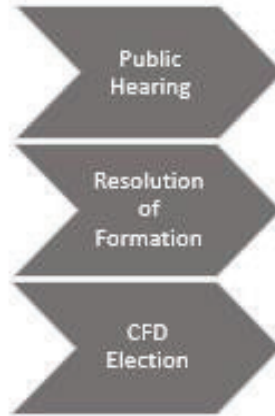 Public
Hearing
Resolution
of
Formation
CFD
Election